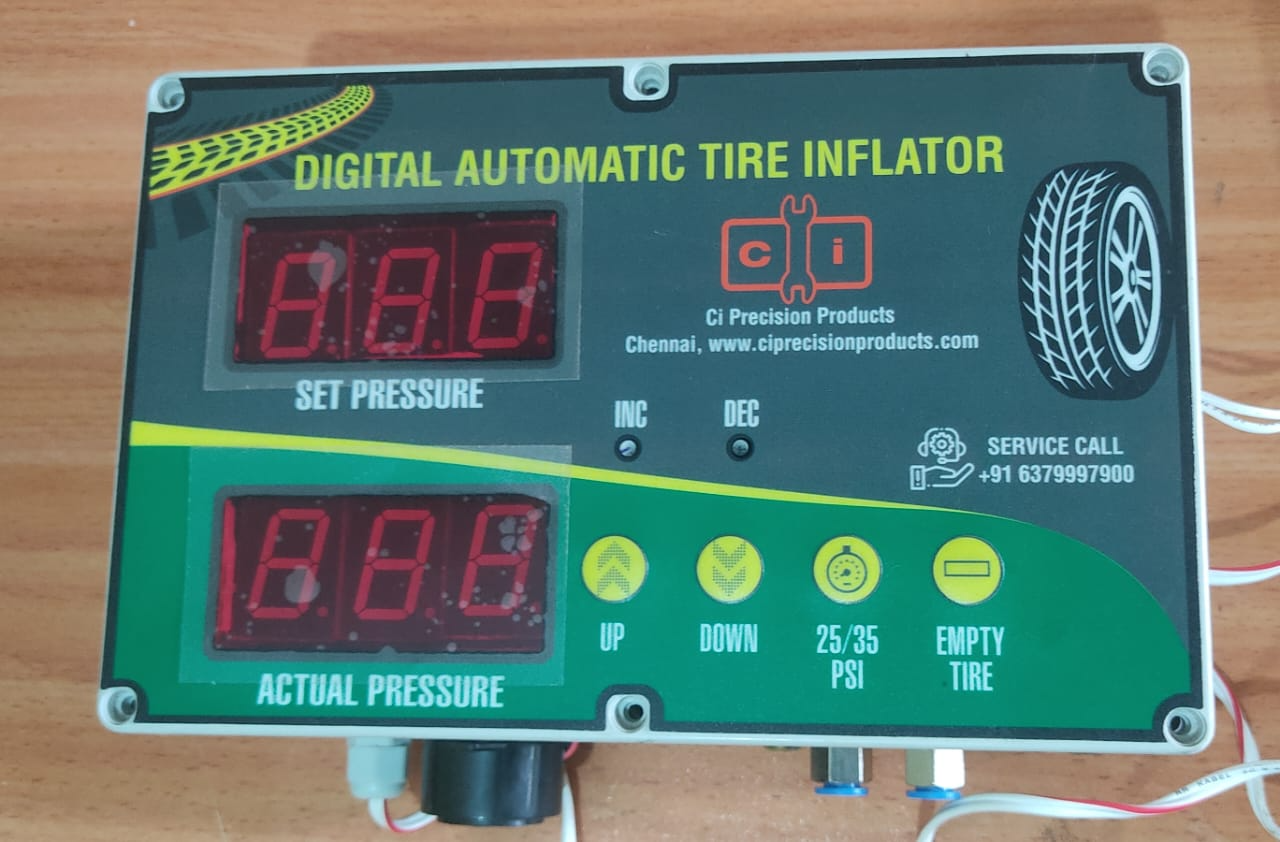 DIGITAL AUTOMATIC TIRE INFLATOR
C i
Ci Precision Products
Chennai, www.ciprecisionproducts.com
SET PRESSURE
INC DEC
SERVICE CALL
+91 6379997900
ACTUAL PRESSURE
UP DOWN 25/35 PSI EMPTY TIRE